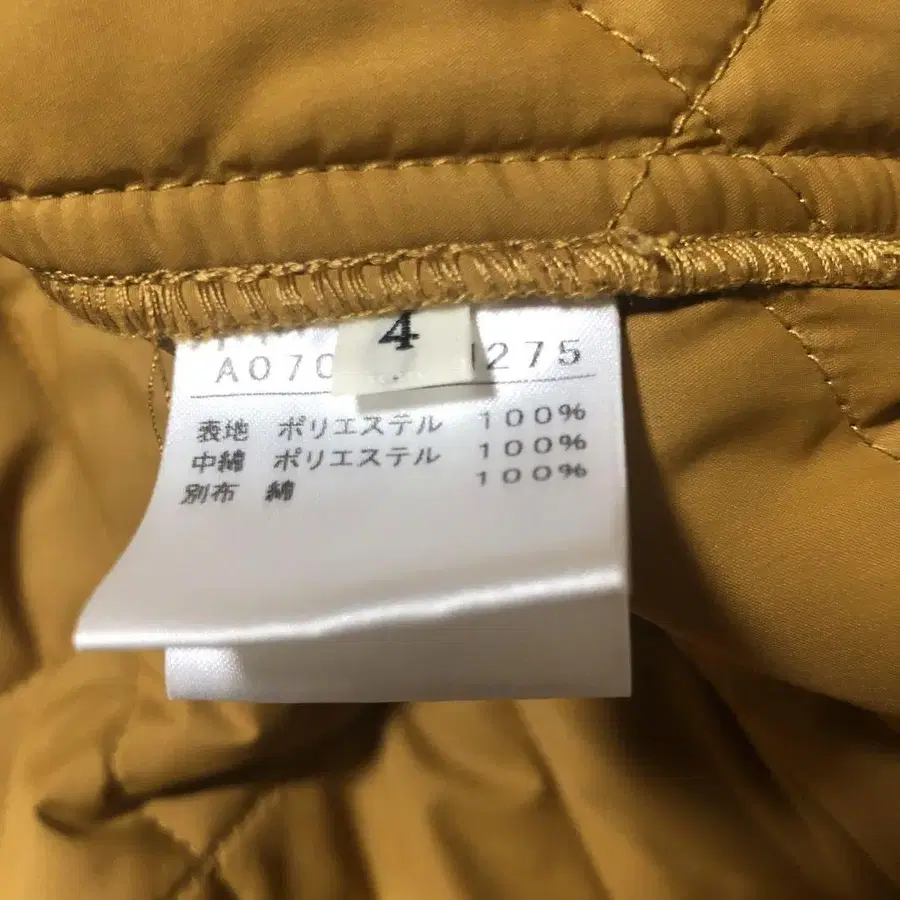 4
A070 275
表地 ポリエステル 100%
中綿 ポリエステル 100%
別布 綿 100%